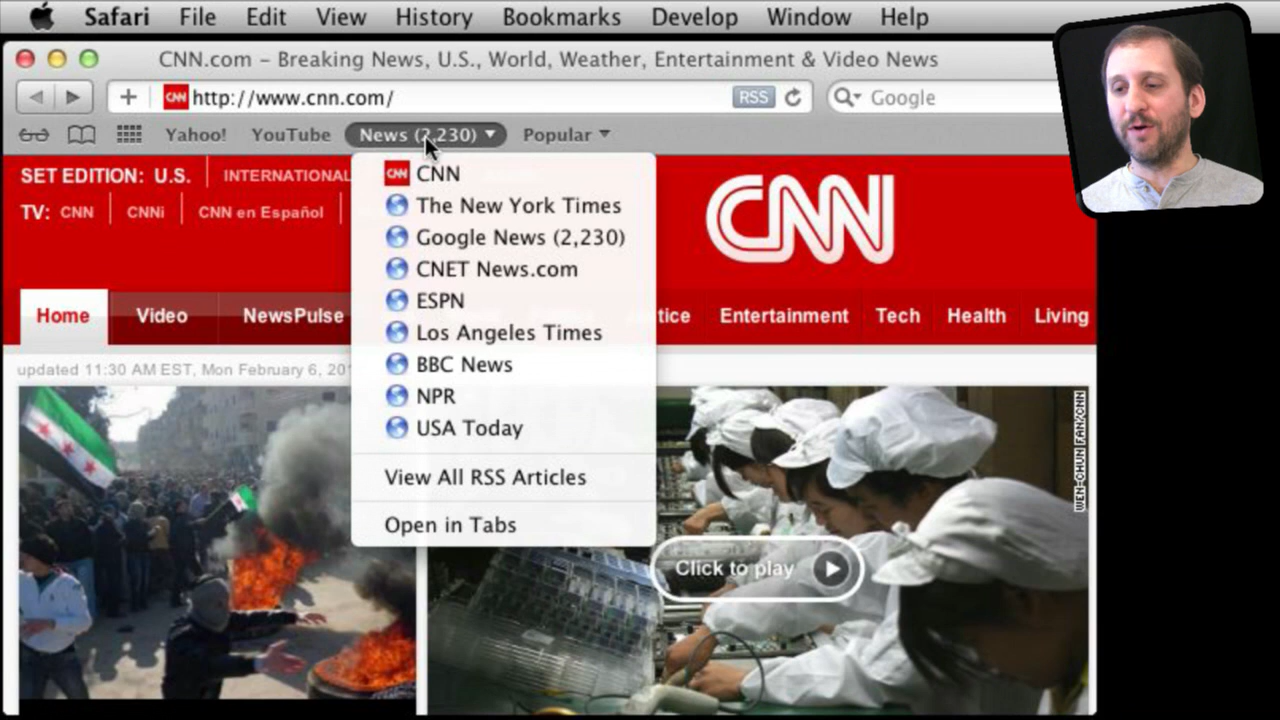 Safari File Edit View History Bookmarks Develop Window Help
CNN.com – Breaking News, U.S., World, Weather, Entertainment & Video News
CNN http://www.cnn.com/ RSS Google
Yahoo! YouTube News (2,230) Popular
SET EDITION: U.S. INTERNATIONAL
TV: CNN CNNi CNN en Español
CNN
CNN CNN
The New York Times
Google News (2,230)
CNET News.com
ESPN
Los Angeles Times
BBC News
NPR
USA Today
View All RSS Articles
Open in Tabs
Home Video NewsPulse tice Entertainment Tech Health Living
updated 11:30 AM EST, Mon February 6, 20
WEN-CHUN FAN/CNN
Click to play